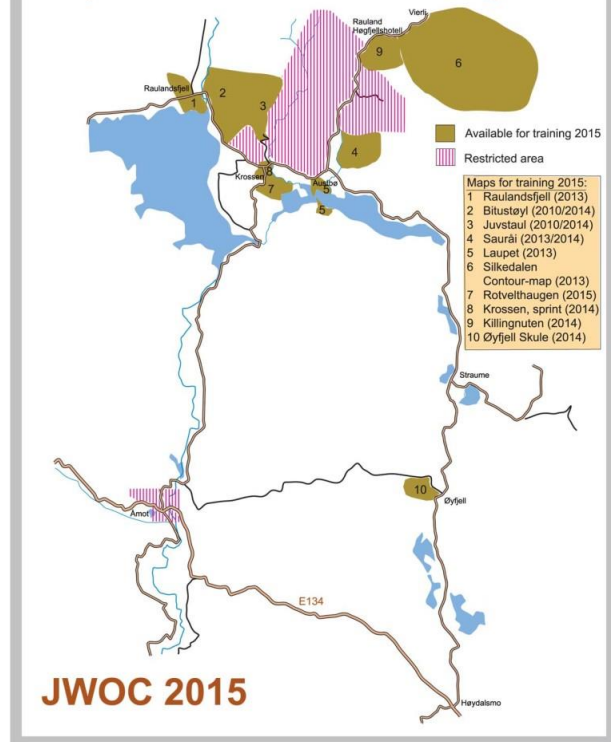 Vierli
Rauland
Høgfjellshotell
9
6
Raulandsfjell
1
2
3
4
Available for training 2015
Restricted area
Krossen
8
7
Austbø
5
5
Maps for training 2015:
1 Raulandsfjell (2013)
2 Bitustøyl (2010/2014)
3 Juvstaul (2010/2014)
4 Sauråi (2013/2014)
5 Laupet (2013)
6 Silkedalen
Contour-map (2013)
7 Rotvelthaugen (2015)
8 Krossen, sprint (2014)
9 Killingnuten (2014)
10 Øyfjell Skule (2014)
Straume
10
Øyfjell
Åmot
E134
JWOC 2015
Høydalsmo